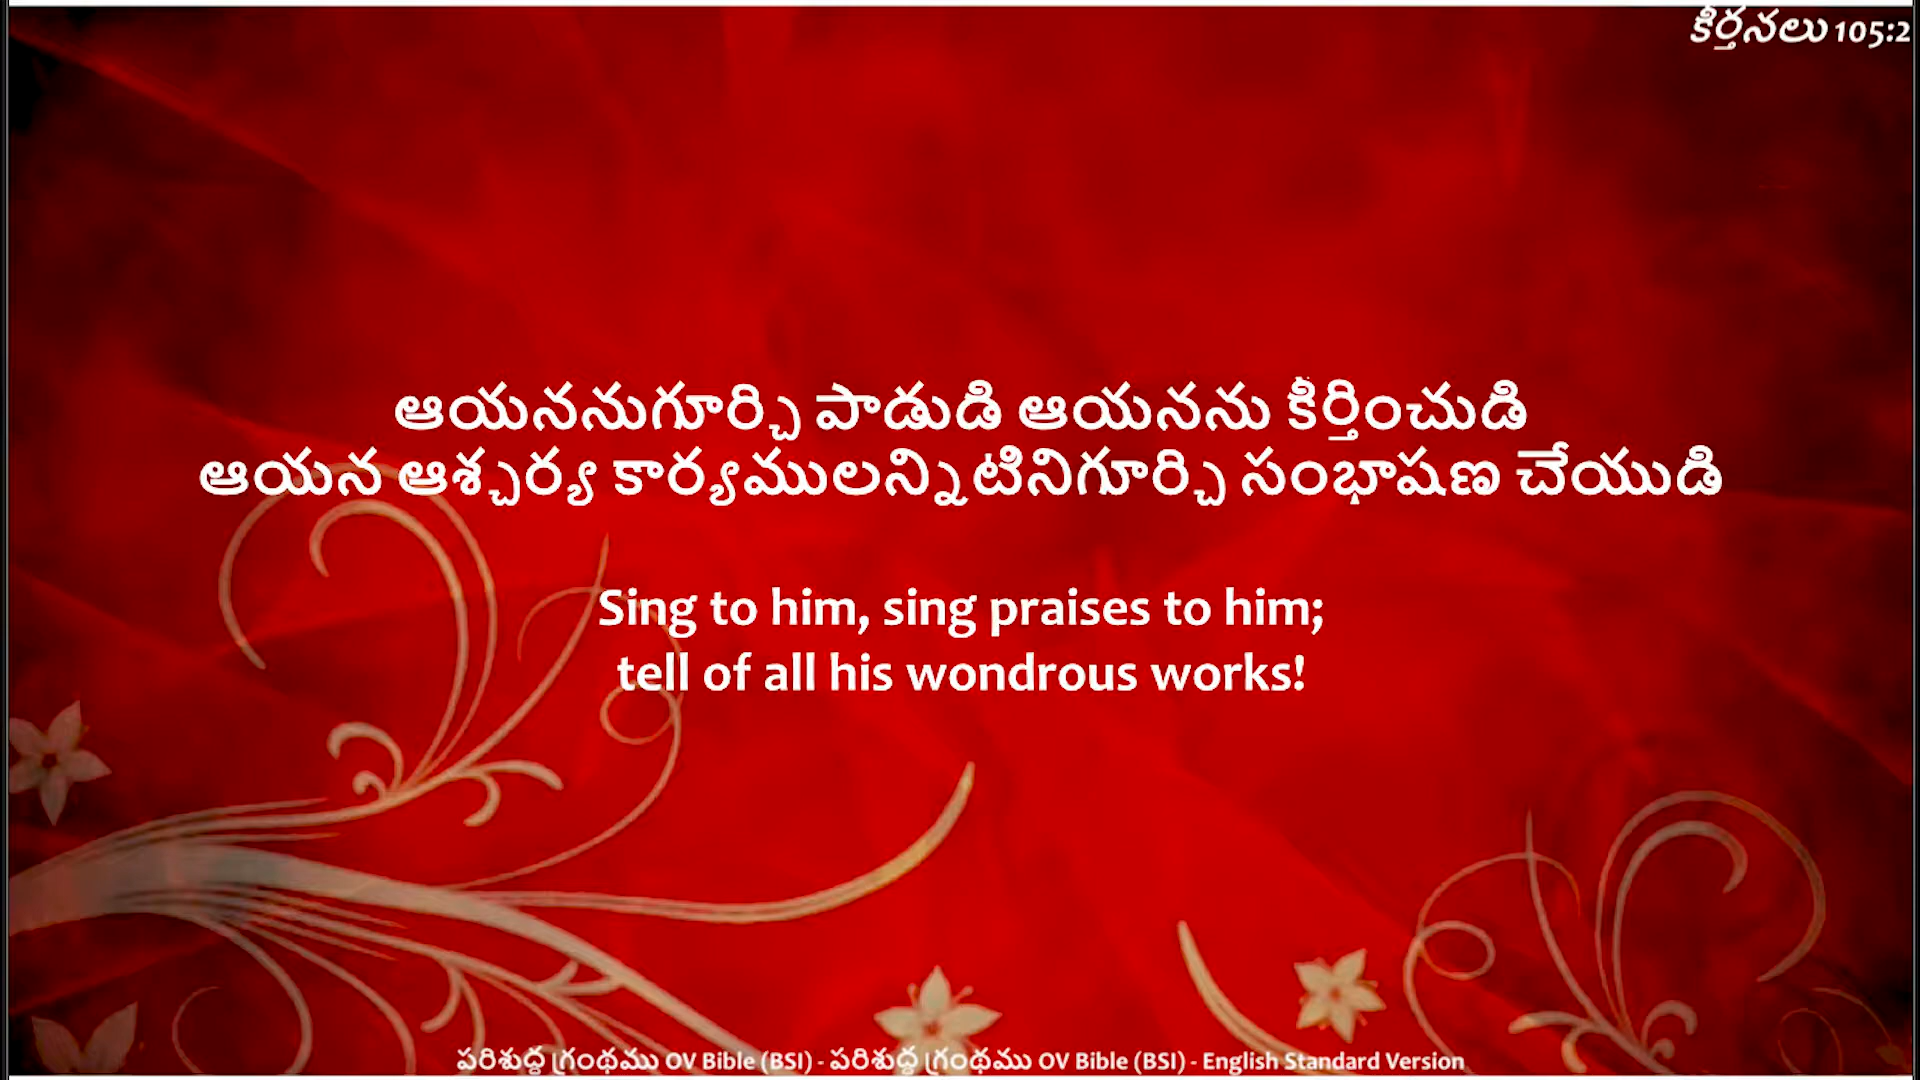 కీర్తనలు 105:2
ఆయననుగూర్చి పాడుడి ఆయనను కీర్తించుడి
ఆయన ఆశ్చర్య కార్యములన్నిటినిగూర్చి సంభాషణ చేయుడి
Sing to him, sing praises to him;
tell of all his wondrous works!
పరిశుద్ధ గ్రంథము OV Bible (BSI) - పరిశుద్ధ గ్రంథము OV Bible (BSI) - English Standard Version